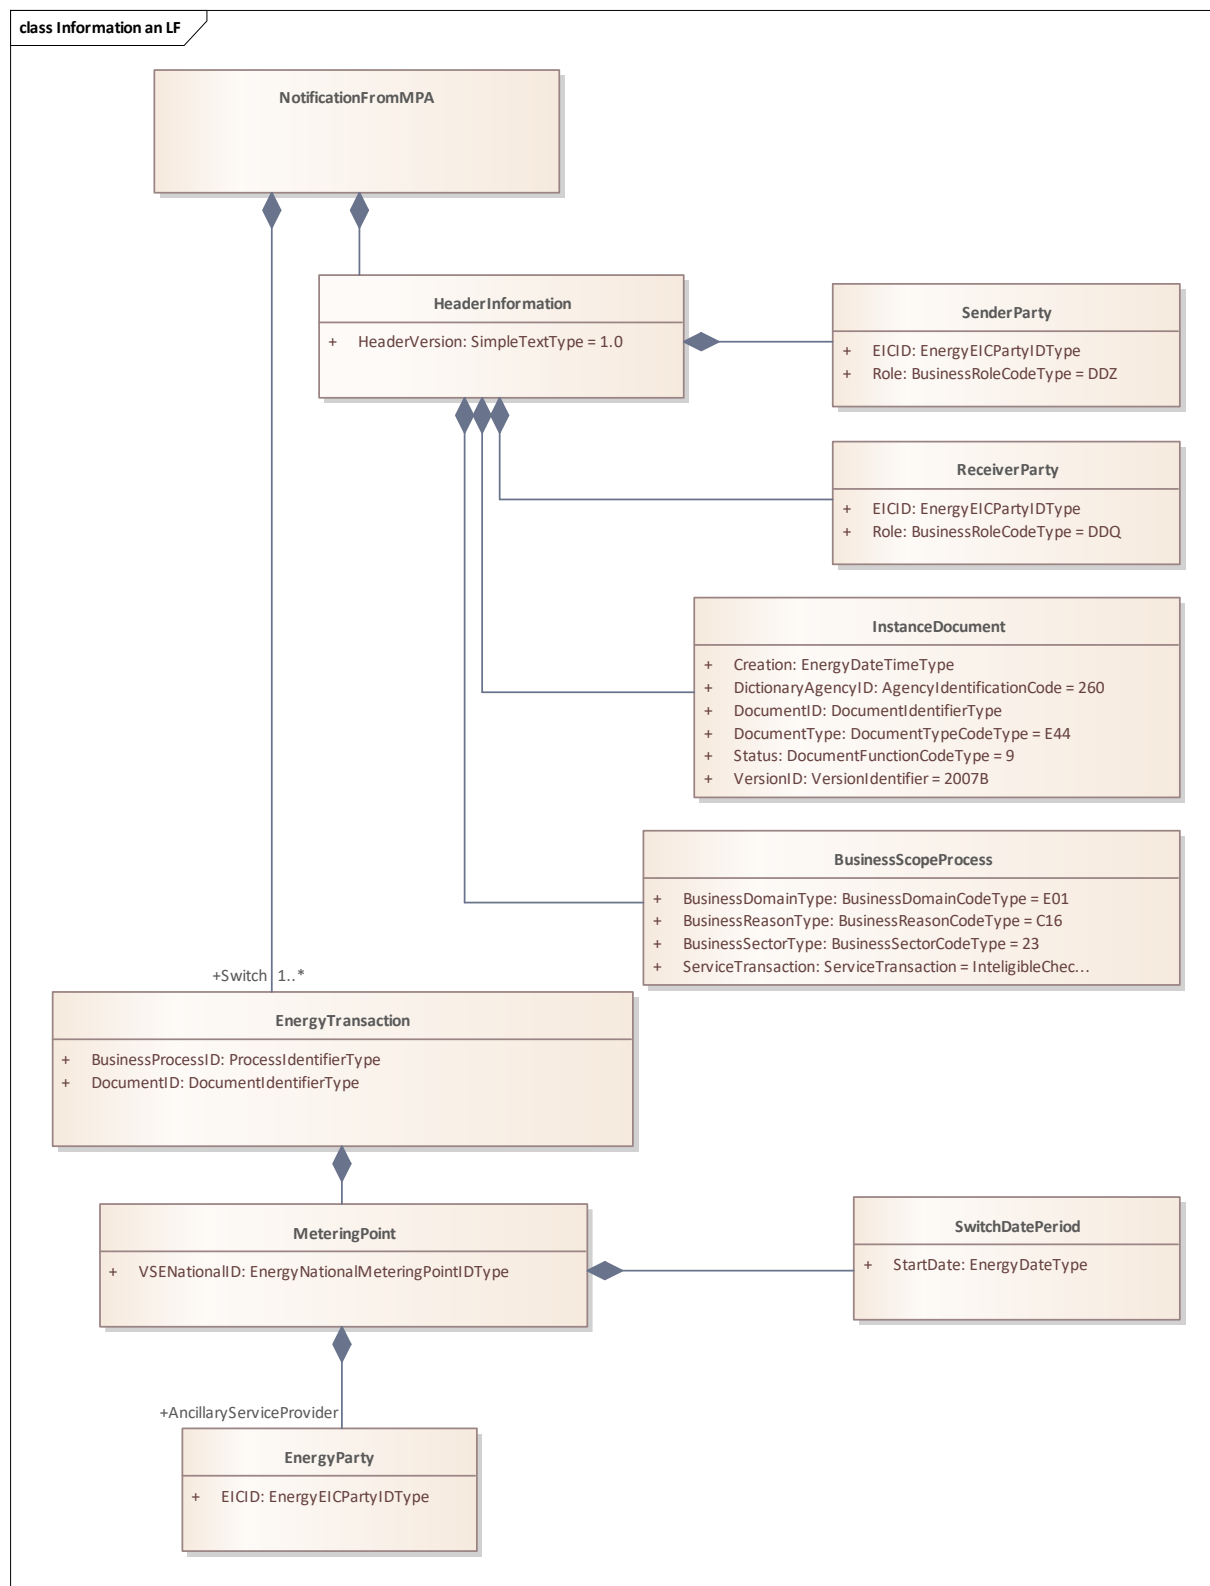 class Information an LF
NotificationFromMPA
HeaderInformation
+ HeaderVersion: SimpleTextType = 1.0
SenderParty
+ EICID: EnergyEICPartyIDType
+ Role: BusinessRoleCodeType = DDZ
ReceiverParty
+ EICID: EnergyEICPartyIDType
+ Role: BusinessRoleCodeType = DDQ
InstanceDocument
+ Creation: EnergyDateTimeType
+ DictionaryAgencyID: AgencyIdentificationCode = 260
+ DocumentID: DocumentIdentifierType
+ DocumentType: DocumentTypeCodeType = E44
+ Status: DocumentFunctionCodeType = 9
+ VersionID: VersionIdentifier = 2007B
BusinessScopeProcess
+ BusinessDomainType: BusinessDomainCodeType = E01
+ BusinessReasonType: BusinessReasonCodeType = C16
+ BusinessSectorType: BusinessSectorCodeType = 23
+ ServiceTransaction: ServiceTransaction = InteligibleChec...
+Switch 1..*
EnergyTransaction
+ BusinessProcessID: ProcessIdentifierType
+ DocumentID: DocumentIdentifierType
MeteringPoint
+ VSENationalID: EnergyNationalMeteringPointIDType
SwitchDatePeriod
+ StartDate: EnergyDateType
+AncillaryServiceProvider
EnergyParty
+ EICID: EnergyEICPartyIDType